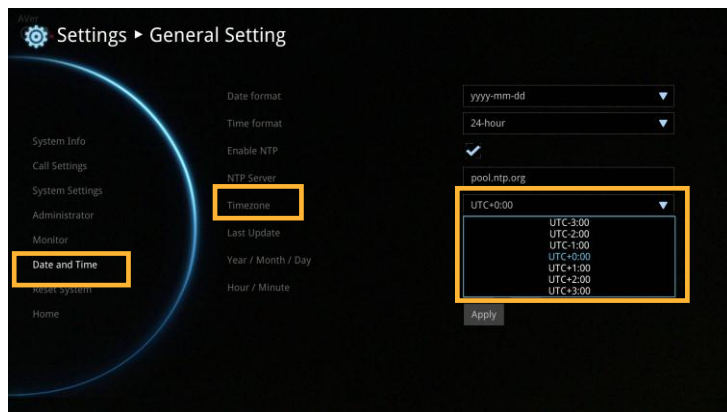 AVer
Settings ▸ General Setting
Date format yyyy-mm-dd
Time format 24-hour
System Info
Enable NTP
Call Settings
NTP Server pool.ntp.org
System Settings
Timezone UTC+0:00
Administrator
UTC-3:00
Last Update UTC-2:00
Monitor
UTC-1:00
UTC+0:00
Date and Time
Year / Month / Day
UTC+1:00
UTC+2:00
Reset System
Hour / Minute
UTC+3:00
Home
Apply